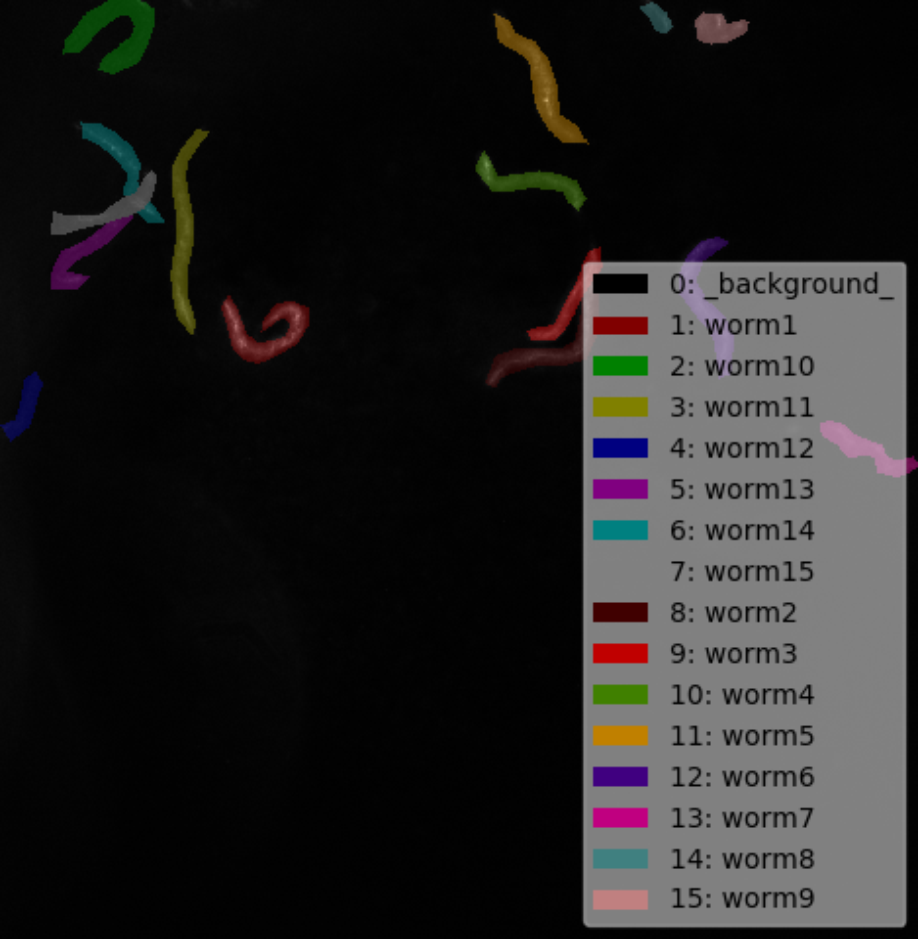 0: _background_
1: worm1
2: worm10
3: worm11
4: worm12
5: worm13
6: worm14
7: worm15
8: worm2
9: worm3
10: worm4
11: worm5
12: worm6
13: worm7
14: worm8
15: worm9